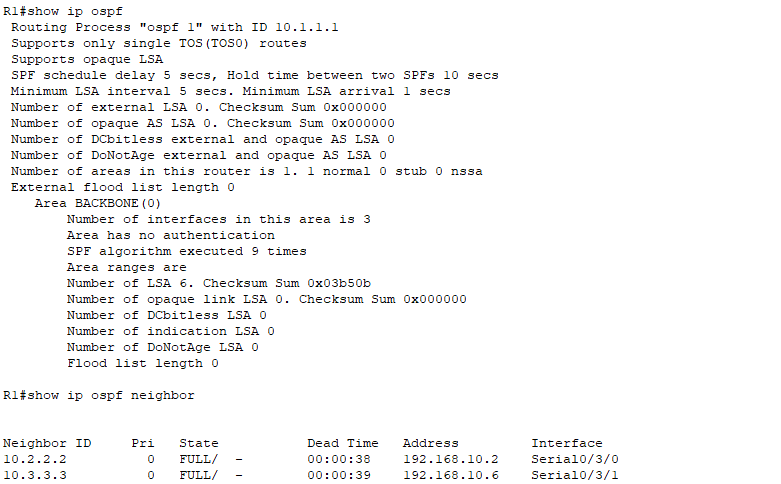 R1#show ip ospf
Routing Process "ospf 1" with ID 10.1.1.1
Supports only single TOS(TOS0) routes
Supports opaque LSA
SPF schedule delay 5 secs, Hold time between two SPFs 10 secs
Minimum LSA interval 5 secs. Minimum LSA arrival 1 secs
Number of external LSA 0. Checksum Sum 0x000000
Number of opaque AS LSA 0. Checksum Sum 0x000000
Number of DCbitless external and opaque AS LSA 0
Number of DoNotAge external and opaque AS LSA 0
Number of areas in this router is 1. 1 normal 0 stub 0 nssa
External flood list length 0
Area BACKBONE(0)
Number of interfaces in this area is 3
Area has no authentication
SPF algorithm executed 9 times
Area ranges are
Number of LSA 6. Checksum Sum 0x03b50b
Number of opaque link LSA 0. Checksum Sum 0x000000
Number of DCbitless LSA 0
Number of indication LSA 0
Number of DoNotAge LSA 0
Flood list length 0
R1#show ip ospf neighbor
Neighbor ID     Pri   State           Dead Time   Address         Interface
10.2.2.2          0   FULL/  -        00:00:38    192.168.10.2    Serial0/3/0
10.3.3.3          0   FULL/  -        00:00:39    192.168.10.6    Serial0/3/1